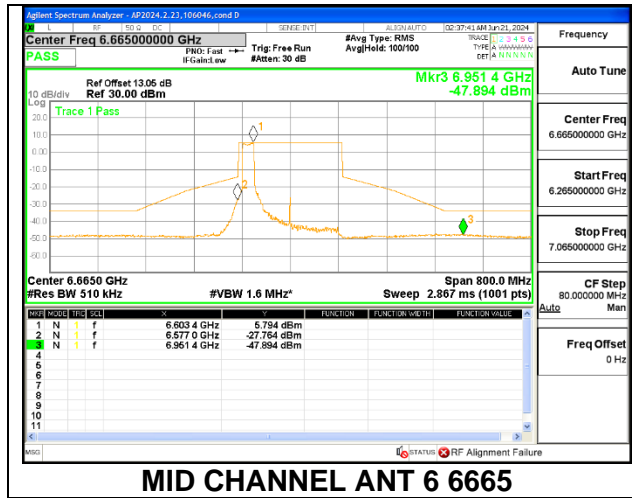 Agilent Spectrum Analyzer - AP2024.2.23,106046,cond D
L RF 50 Ω DC SENSE:INT ALIGN AUTO 02:37:41 AM Jun 21, 2024
Center Freq 6.665000000 GHz #Avg Type: RMS TRACE 1 2 3 4 5 6
PNO: Fast Trig: Free Run Avg|Hold: 100/100 TYPE A
PASS IFGain:Low #Atten: 30 dB DET A N N N N N
Ref Offset 13.05 dB Mkr3 6.951 4 GHz
10 dB/div Ref 30.00 dBm -47.894 dBm
Log
Trace 1 Pass
20.0
10.0
0.00
-10.0
-20.0
-30.0
-40.0
-50.0
-60.0
1
2
3
Center 6.6650 GHz Span 800.0 MHz
#Res BW 510 kHz #VBW 1.6 MHz* Sweep 2.867 ms (1001 pts)
MKR MODE TRC SCL X Y FUNCTION FUNCTION WIDTH FUNCTION VALUE
1 N 1 f 6.603 4 GHz 5.794 dBm
2 N 1 f 6.577 0 GHz -27.764 dBm
3 N 1 f 6.951 4 GHz -47.894 dBm
4
5
6
7
8
9
10
11
MSG STATUS RF Alignment Failure
Frequency
Auto Tune
Center Freq
6.665000000 GHz
Start Freq
6.265000000 GHz
Stop Freq
7.065000000 GHz
CF Step
80.000000 MHz
Auto Man
Freq Offset
0 Hz
MID CHANNEL ANT 6 6665